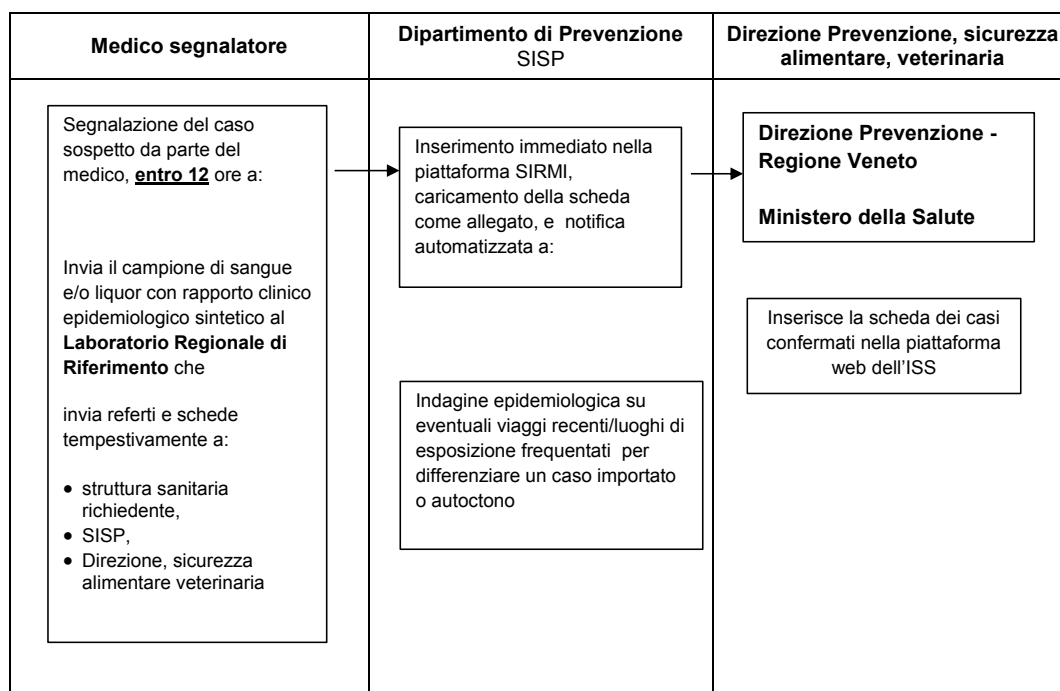 Medico segnalatore
Dipartimento di Prevenzione
SISP
Direzione Prevenzione, sicurezza
alimentare, veterinaria
Segnalazione del caso
sospetto da parte del
medico, entro 12 ore a:
Invia il campione di sangue
e/o liquor con rapporto clinico
epidemiologico sintetico al
Laboratorio Regionale di
Riferimento che
invia referti e schede
tempestivamente a:
• struttura sanitaria
richiedente,
• SISP,
• Direzione, sicurezza
alimentare veterinaria
Inserimento immediato nella
piattaforma SIRMI,
caricamento della scheda
come allegato, e notifica
automatizzata a:
Indagine epidemiologica su
eventuali viaggi recenti/luoghi di
esposizione frequentati per
differenziare un caso importato
o autoctono
Direzione Prevenzione -
Regione Veneto
Ministero della Salute
Inserisce la scheda dei casi
confermati nella piattaforma
web dell'ISS